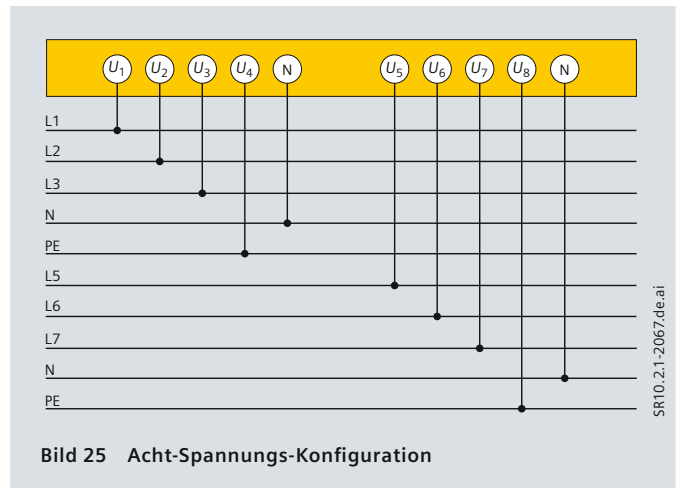 U1 U2 U3 U4 N U5 U6 U7 U8 N
L1
L2
L3
N
PE
L5
L6
L7
N
PE
SR10.2.1-2067.de.ai
Bild 25 Acht-Spannungs-Konfiguration